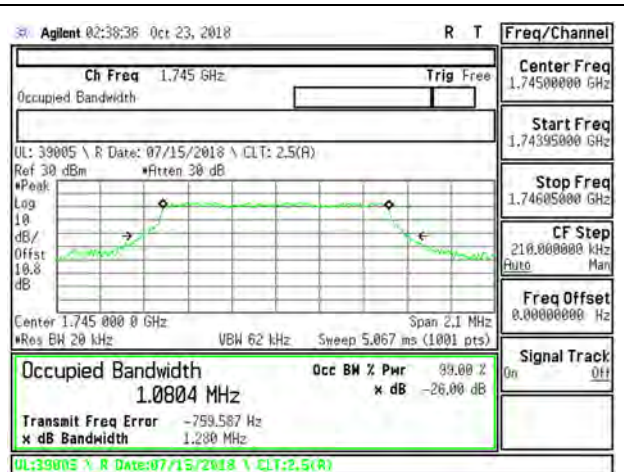 Agilent 02:38:36 Oct 23, 2018 R T
Freq/Channel
Ch Freq 1.745 GHz Trig Free
Occupied Bandwidth
Center Freq
1.74500000 GHz
Start Freq
1.74395000 GHz
Stop Freq
1.74605000 GHz
CF Step
210.000000 kHz
Auto Man
Freq Offset
0.00000000 Hz
Signal Track
On Off
UL: 39005 \ R Date: 07/15/2018 \ CLT: 2.5(A)
Ref 30 dBm #Atten 30 dB
#Peak
Log
10
dB/
Offst
10.8
dB
Center 1.745 000 0 GHz Span 2.1 MHz
#Res BW 20 kHz VBW 62 kHz Sweep 5.067 ms (1001 pts)
Occupied Bandwidth Occ BW % Pwr 99.00 %
1.0804 MHz x dB -26.00 dB
Transmit Freq Error -759.587 Hz
x dB Bandwidth 1.280 MHz
UL:39005 \ R Date:07/15/2018 \ CLT:2.5(A)